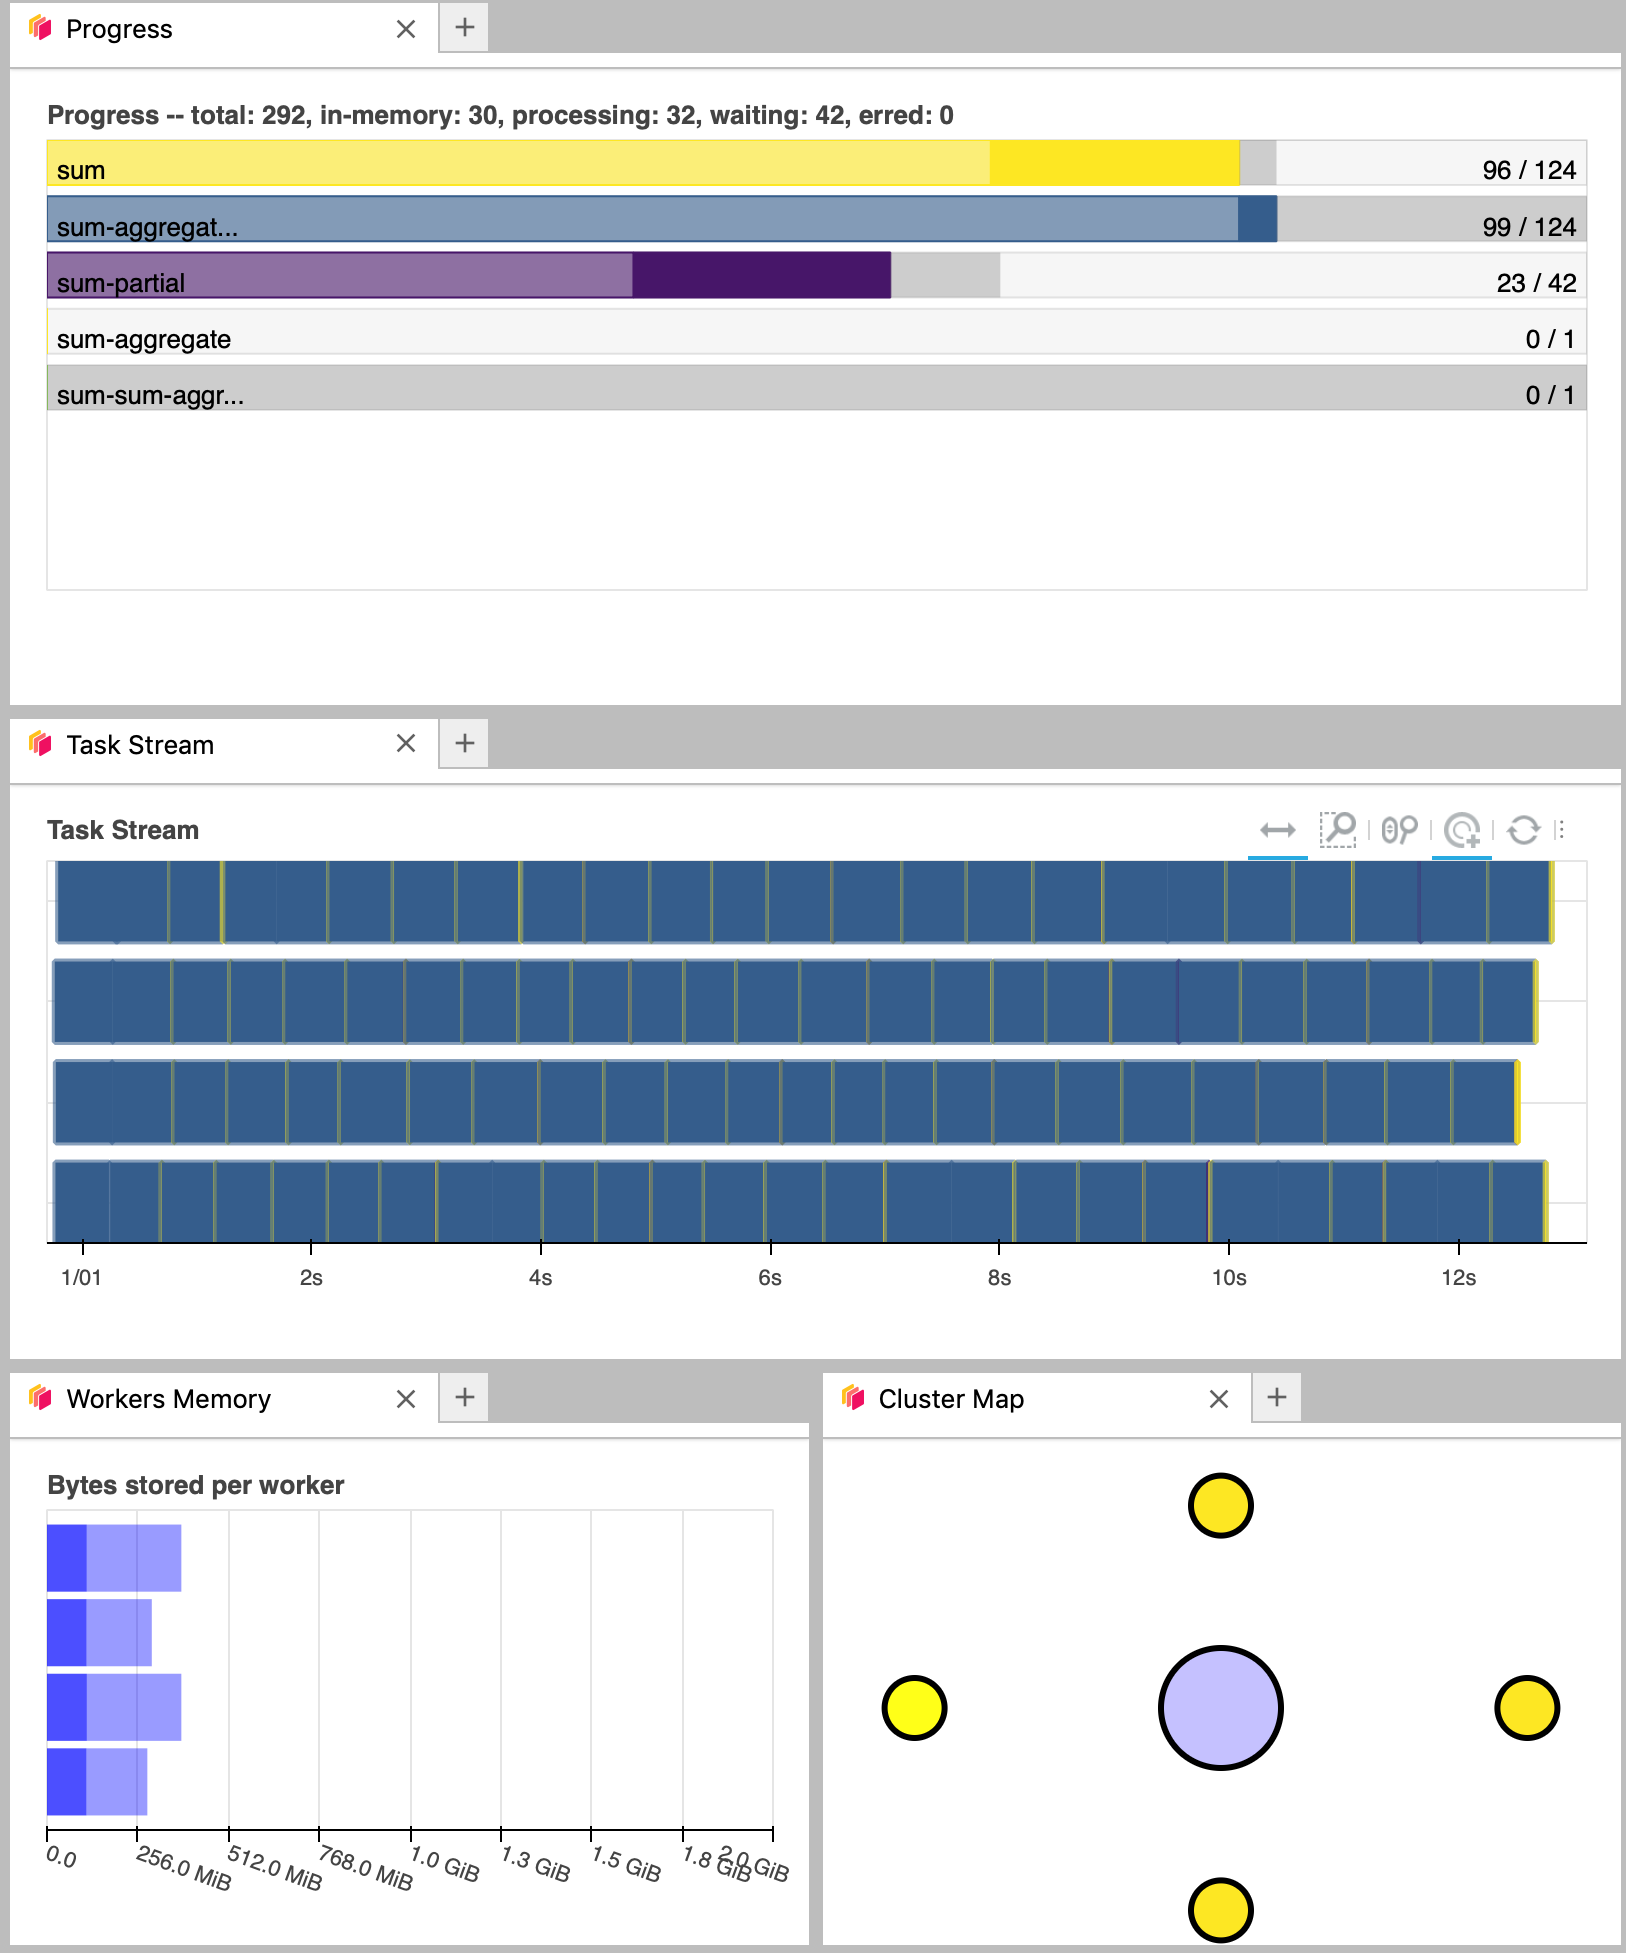 Progress
Progress -- total: 292, in-memory: 30, processing: 32, waiting: 42, erred: 0
sum 96 / 124
sum-aggregat... 99 / 124
sum-partial 23 / 42
sum-aggregate 0 / 1
sum-sum-aggr... 0 / 1
Task Stream
Task Stream
1/01 2s 4s 6s 8s 10s 12s
Workers Memory
Bytes stored per worker
0.0 256.0 MiB 512.0 MiB 768.0 MiB 1.0 GiB 1.3 GiB 1.5 GiB 1.8 GiB 2.0 GiB
Cluster Map